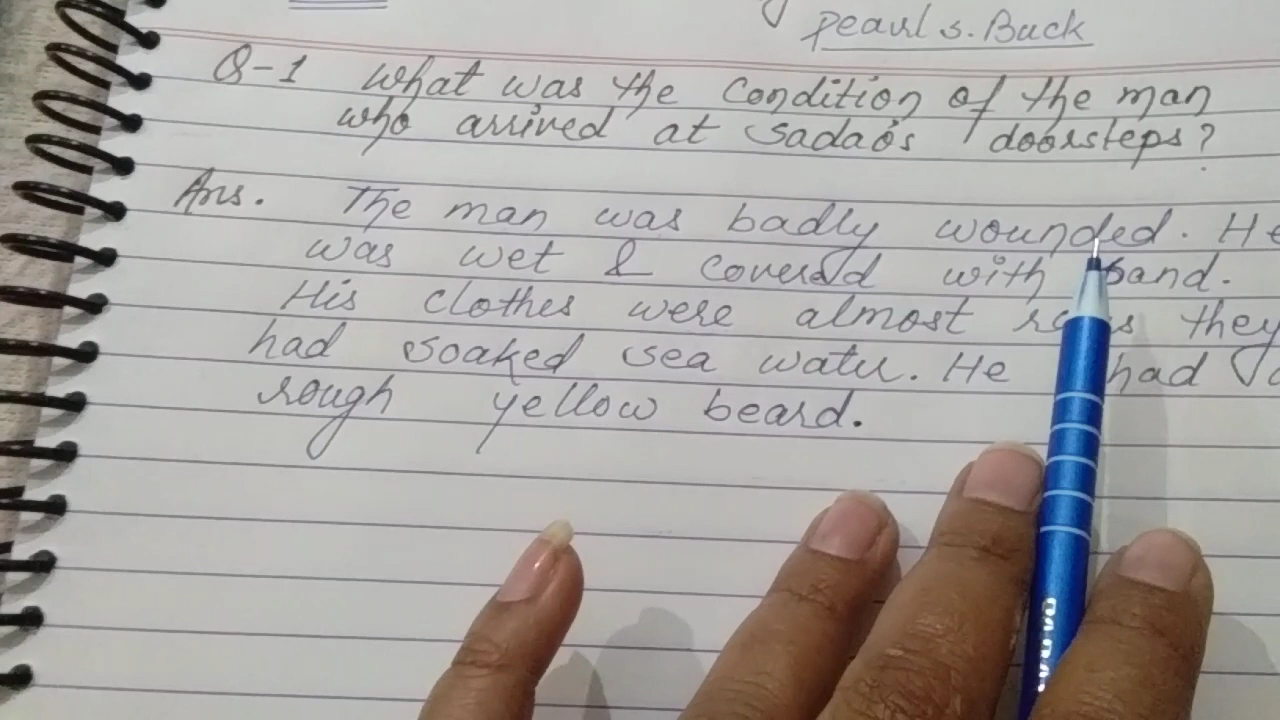 pearl s. Buck
Q-1 What was the condition of the man
who arrived at Sadao's doorsteps?
Ans. The man was badly wounded. He
was wet & covered with sand.
His clothes were almost rags they
had soaked sea water. He had a
rough yellow beard.